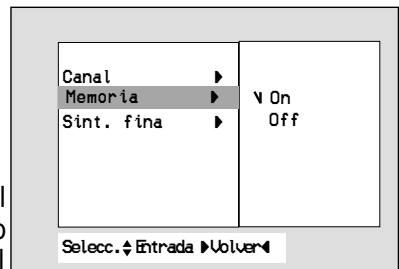 Canal
Memoria
Sint. fina
On
Off
l
o
l
Selecc. Entrada Volver